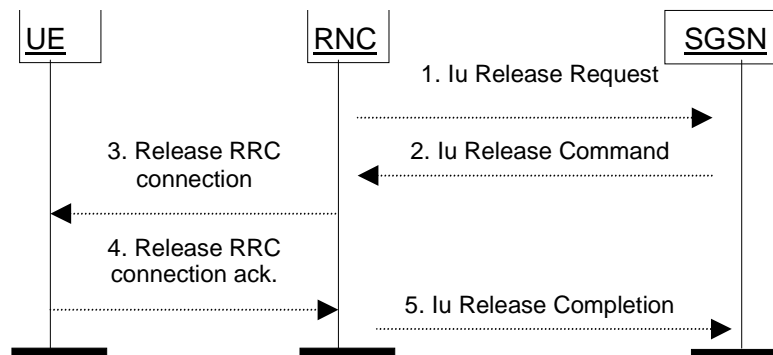 UE
RNC
SGSN
1. Iu Release Request
2. Iu Release Command
3. Release RRC
connection
4. Release RRC
connection ack.
5. Iu Release Completion